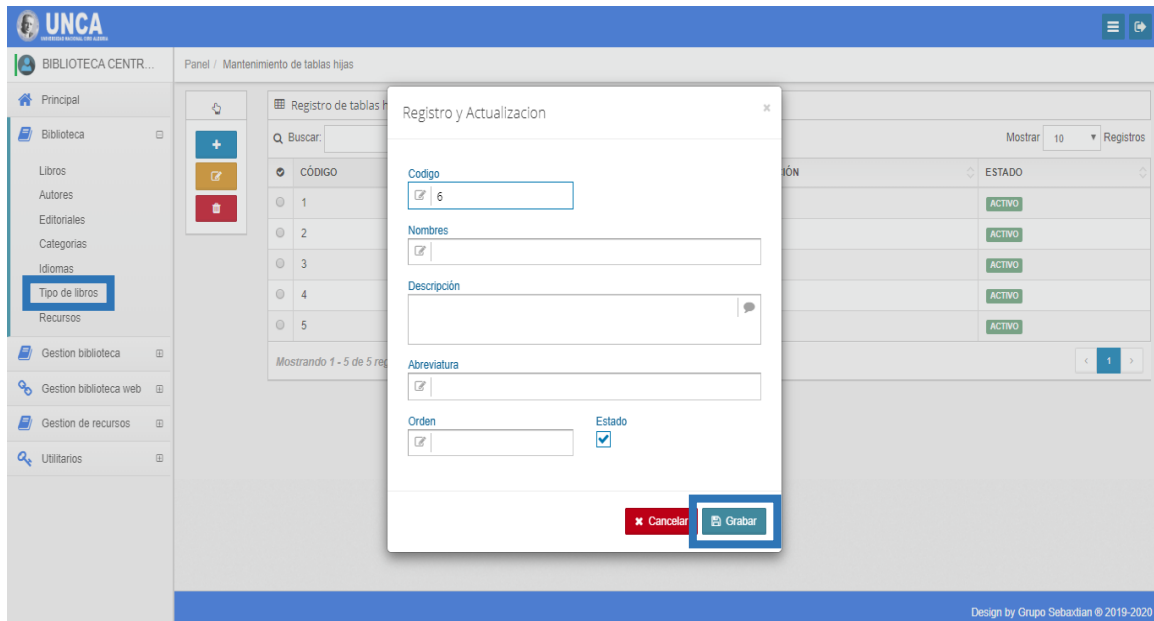 UNCA
UNIVERSIDAD NACIONAL CIRO ALEGRÍA
BIBLIOTECA CENTR...
Panel / Mantenimiento de tablas hijas
Principal
Biblioteca
Libros
Autores
Editoriales
Categorias
Idiomas
Tipo de libros
Recursos
Gestion biblioteca
Gestion biblioteca web
Gestion de recursos
Utilitarios
Registro de tablas h
Buscar:
Mostrar 10 Registros
CÓDIGO
IÓN
ESTADO
1 ACTIVO
2 ACTIVO
3 ACTIVO
4 ACTIVO
5 ACTIVO
Mostrando 1 - 5 de 5 reg
1
Registro y Actualizacion
Codigo
6
Nombres
Descripción
Abreviatura
Orden Estado
Cancelar Grabar
Design by Grupo Sebaxtian ® 2019-2020